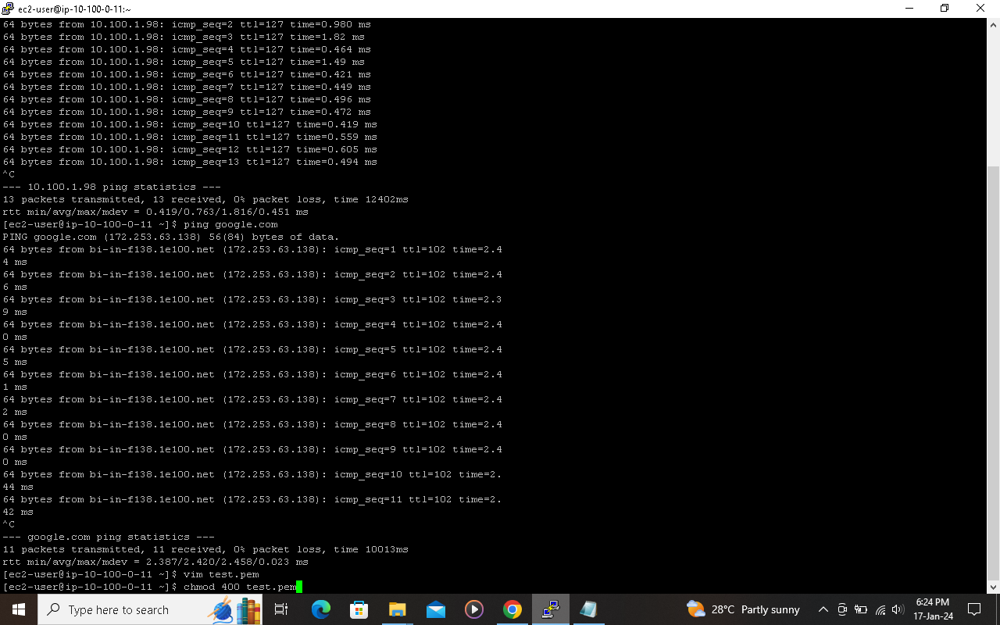 ec2-user@ip-10-100-0-11:~
64 bytes from 10.100.1.98: icmp_seq=2 ttl=127 time=0.980 ms
64 bytes from 10.100.1.98: icmp_seq=3 ttl=127 time=1.82 ms
64 bytes from 10.100.1.98: icmp_seq=4 ttl=127 time=0.464 ms
64 bytes from 10.100.1.98: icmp_seq=5 ttl=127 time=1.49 ms
64 bytes from 10.100.1.98: icmp_seq=6 ttl=127 time=0.421 ms
64 bytes from 10.100.1.98: icmp_seq=7 ttl=127 time=0.449 ms
64 bytes from 10.100.1.98: icmp_seq=8 ttl=127 time=0.496 ms
64 bytes from 10.100.1.98: icmp_seq=9 ttl=127 time=0.472 ms
64 bytes from 10.100.1.98: icmp_seq=10 ttl=127 time=0.419 ms
64 bytes from 10.100.1.98: icmp_seq=11 ttl=127 time=0.559 ms
64 bytes from 10.100.1.98: icmp_seq=12 ttl=127 time=0.605 ms
64 bytes from 10.100.1.98: icmp_seq=13 ttl=127 time=0.494 ms
^C
--- 10.100.1.98 ping statistics ---
13 packets transmitted, 13 received, 0% packet loss, time 12402ms
rtt min/avg/max/mdev = 0.419/0.763/1.816/0.451 ms
[ec2-user@ip-10-100-0-11 ~]$ ping google.com
PING google.com (172.253.63.138) 56(84) bytes of data.
64 bytes from bi-in-f138.1e100.net (172.253.63.138): icmp_seq=1 ttl=102 time=2.4
4 ms
64 bytes from bi-in-f138.1e100.net (172.253.63.138): icmp_seq=2 ttl=102 time=2.4
6 ms
64 bytes from bi-in-f138.1e100.net (172.253.63.138): icmp_seq=3 ttl=102 time=2.3
9 ms
64 bytes from bi-in-f138.1e100.net (172.253.63.138): icmp_seq=4 ttl=102 time=2.4
0 ms
64 bytes from bi-in-f138.1e100.net (172.253.63.138): icmp_seq=5 ttl=102 time=2.4
5 ms
64 bytes from bi-in-f138.1e100.net (172.253.63.138): icmp_seq=6 ttl=102 time=2.4
1 ms
64 bytes from bi-in-f138.1e100.net (172.253.63.138): icmp_seq=7 ttl=102 time=2.4
2 ms
64 bytes from bi-in-f138.1e100.net (172.253.63.138): icmp_seq=8 ttl=102 time=2.4
0 ms
64 bytes from bi-in-f138.1e100.net (172.253.63.138): icmp_seq=9 ttl=102 time=2.4
0 ms
64 bytes from bi-in-f138.1e100.net (172.253.63.138): icmp_seq=10 ttl=102 time=2.
44 ms
64 bytes from bi-in-f138.1e100.net (172.253.63.138): icmp_seq=11 ttl=102 time=2.
42 ms
^C
--- google.com ping statistics ---
11 packets transmitted, 11 received, 0% packet loss, time 10013ms
rtt min/avg/max/mdev = 2.387/2.420/2.458/0.023 ms
[ec2-user@ip-10-100-0-11 ~]$ vim test.pem
[ec2-user@ip-10-100-0-11 ~]$ chmod 400 test.pem
Type here to search
28°C Partly sunny
6:24 PM
17-Jan-24